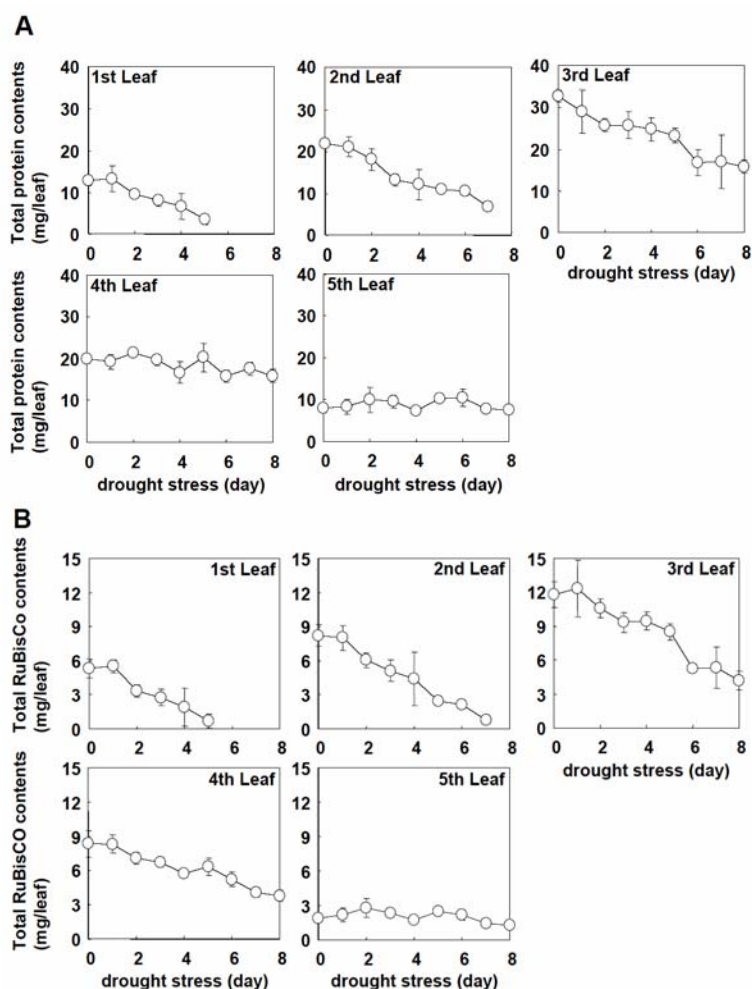 A
1st Leaf
2nd Leaf
3rd Leaf
Total protein contents
(mg/leaf)
40
30
20
10
0
0 2 4 6 8
40
30
20
10
0
0 2 4 6 8
40
30
20
10
0
0 2 4 6 8
drought stress (day)
4th Leaf
5th Leaf
Total protein contents
(mg/leaf)
40
30
20
10
0
0 2 4 6 8
drought stress (day)
40
30
20
10
0
0 2 4 6 8
drought stress (day)
B
1st Leaf
2nd Leaf
3rd Leaf
Total RuBisCo contents
(mg/leaf)
15
12
9
6
3
0
0 2 4 6 8
15
12
9
6
3
0
0 2 4 6 8
15
12
9
6
3
0
0 2 4 6 8
drought stress (day)
4th Leaf
5th Leaf
Total RuBisCO contents
(mg/leaf)
15
12
9
6
3
0
0 2 4 6 8
drought stress (day)
15
12
9
6
3
0
0 2 4 6 8
drought stress (day)